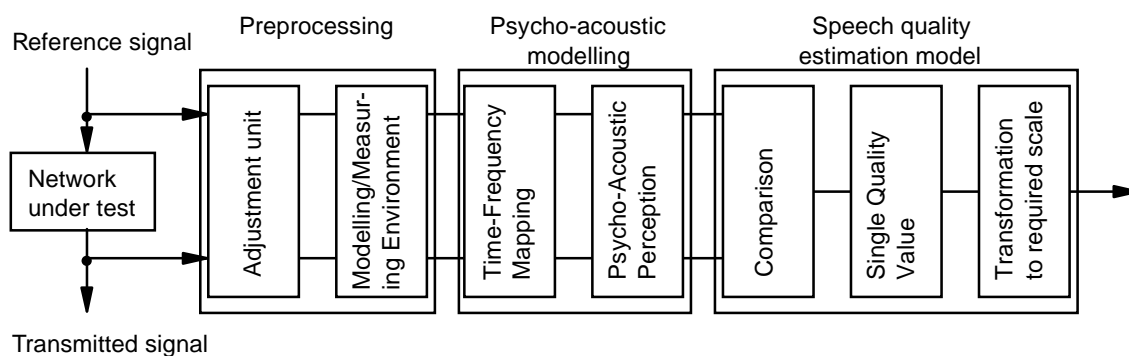 Reference signal
Preprocessing
Psycho-acoustic
modelling
Speech quality
estimation model
Network
under test
Adjustment unit
Modelling/Measur-
ing Environment
Time-Frequency
Mapping
Psycho-Acoustic
Perception
Comparison
Single Quality
Value
Transformation
to required scale
Transmitted signal